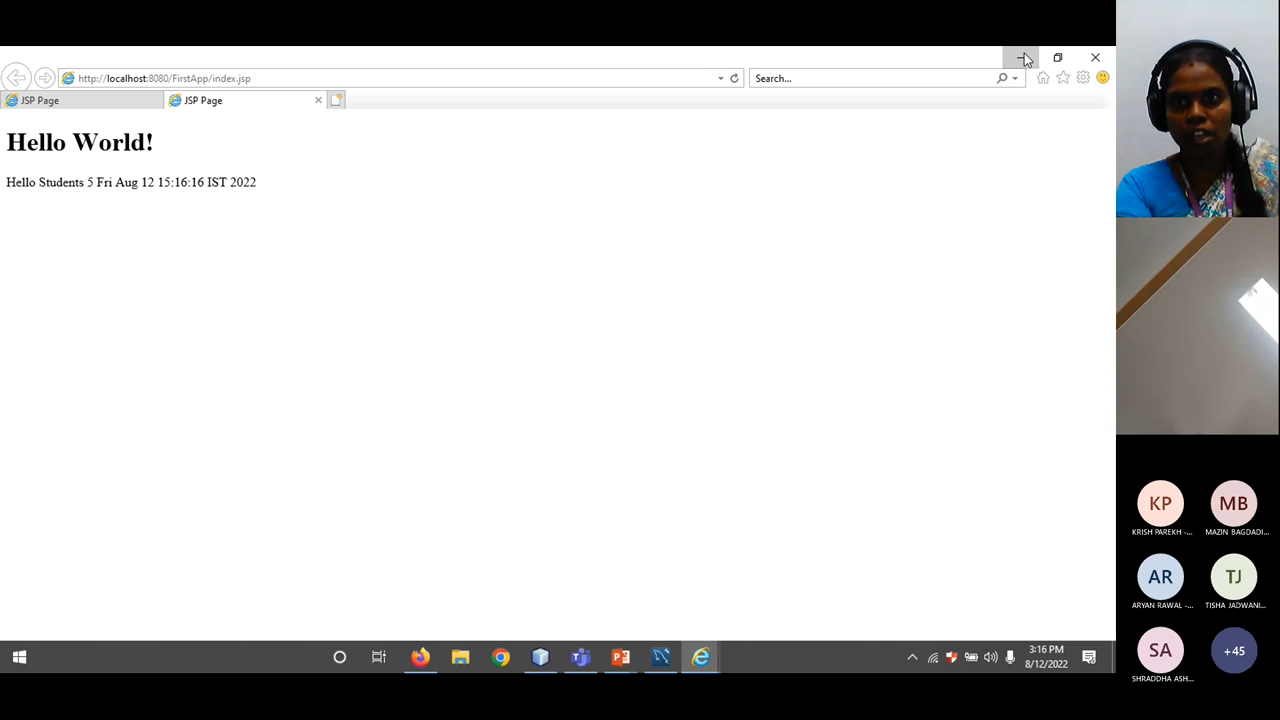 http://localhost:8080/FirstApp/index.jsp
Search...
JSP Page
JSP Page
Hello World!
Hello Students 5 Fri Aug 12 15:16:16 IST 2022
KP
MB
KRISH PAREKH -...
MAZIN BAGDADI...
AR
TJ
ARYAN RAWAL -...
TISHA JADWANI...
SA
+45
SHRADDHA ASH...
3:16 PM
8/12/2022